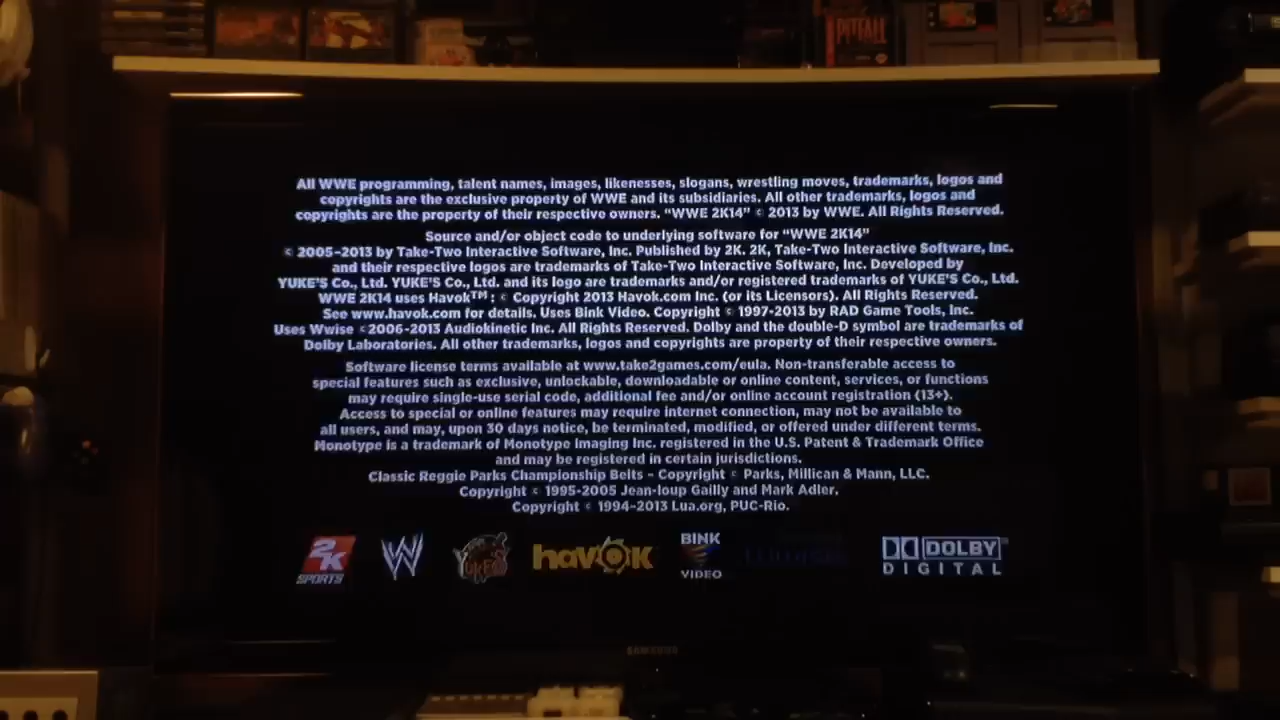 PITFALL
All WWE programming, talent names, images, likenesses, slogans, wrestling moves, trademarks, logos and
copyrights are the exclusive property of WWE and its subsidiaries. All other trademarks, logos and
copyrights are the property of their respective owners. “WWE 2K14” © 2013 by WWE. All Rights Reserved.
Source and/or object code to underlying software for “WWE 2K14”
© 2005-2013 by Take-Two Interactive Software, Inc. Published by 2K. 2K, Take-Two Interactive Software, Inc.
and their respective logos are trademarks of Take-Two Interactive Software, Inc. Developed by
YUKE'S Co., Ltd. YUKE'S Co., Ltd. and its logo are trademarks and/or registered trademarks of YUKE'S Co., Ltd.
WWE 2K14 uses Havok™; © Copyright 2013 Havok.com Inc. (or its Licensors). All Rights Reserved.
See www.havok.com for details. Uses Bink Video. Copyright © 1997-2013 by RAD Game Tools, Inc.
Uses Wwise ©2006-2013 Audiokinetic Inc. All Rights Reserved. Dolby and the double-D symbol are trademarks of
Dolby Laboratories. All other trademarks, logos and copyrights are property of their respective owners.
Software license terms available at www.take2games.com/eula. Non-transferable access to
special features such as exclusive, unlockable, downloadable or online content, services, or functions
may require single-use serial code, additional fee and/or online account registration (13+).
Access to special or online features may require internet connection, may not be available to
all users, and may, upon 30 days notice, be terminated, modified, or offered under different terms.
Monotype is a trademark of Monotype Imaging Inc. registered in the U.S. Patent & Trademark Office
and may be registered in certain jurisdictions.
Classic Reggie Parks Championship Belts - Copyright © Parks, Millican & Mann, LLC.
Copyright © 1995-2005 Jean-loup Gailly and Mark Adler.
Copyright © 1994-2013 Lua.org, PUC-Rio.
2K SPORTS
W
YUKE'S
havok
BINK VIDEO
DOLBY DIGITAL
SAMSUNG